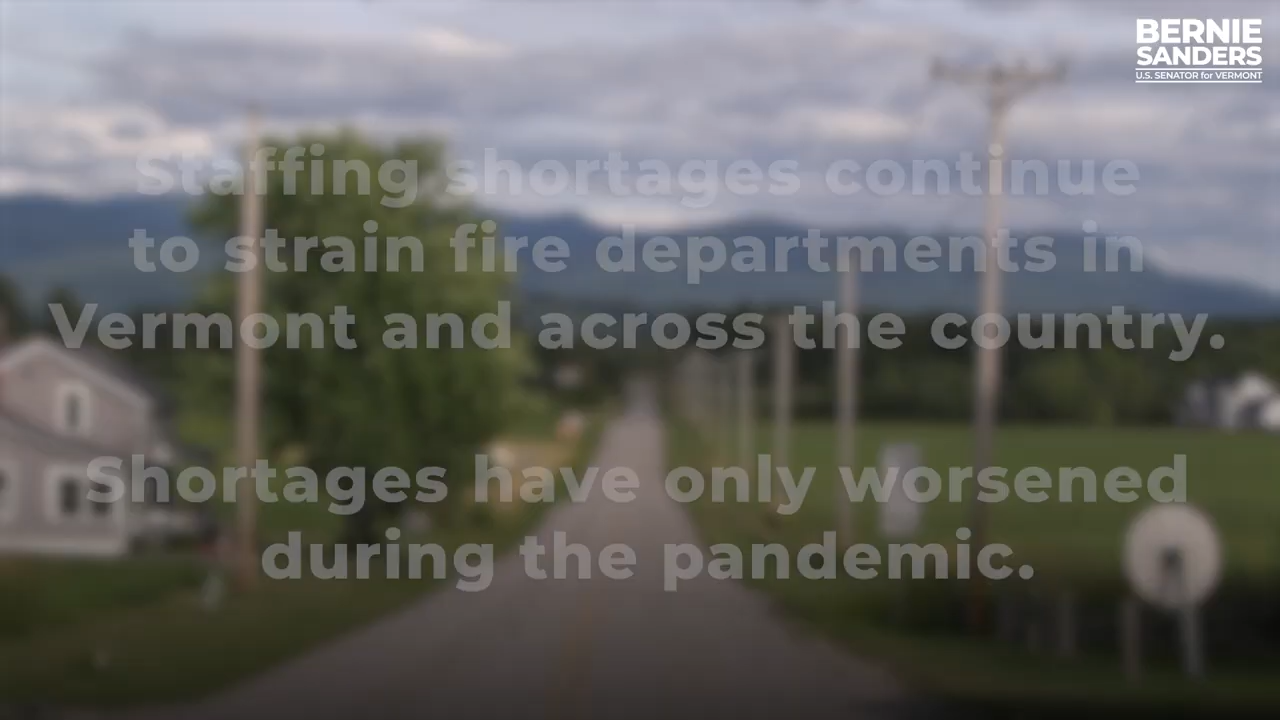 BERNIE
SANDERS
U.S. SENATOR for VERMONT
Staffing shortages continue
to strain fire departments in
Vermont and across the country.
Shortages have only worsened
during the pandemic.